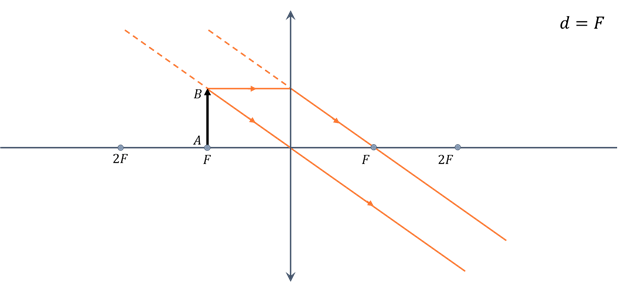 d = F
B
A
2F F F 2F